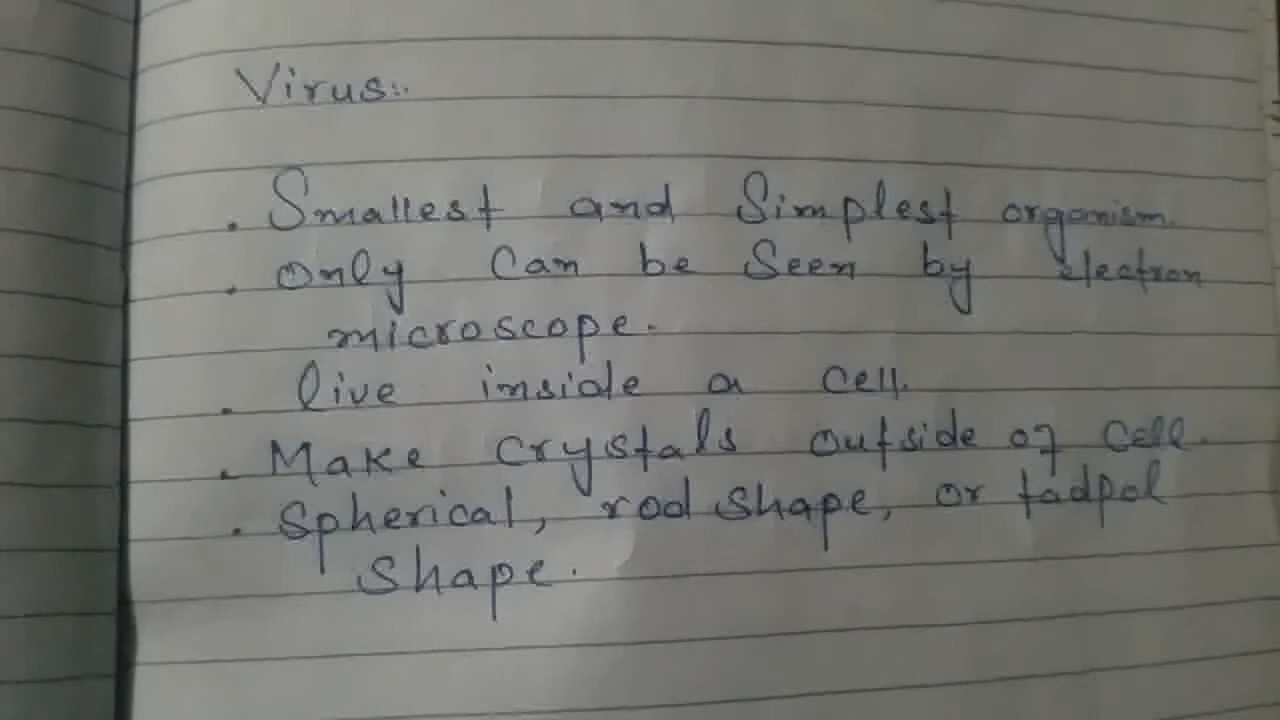 Virus:.
. Smallest and Simplest organism.
. Only Can be Seen by electron
microscope.
. live inside a cell.
. Make crystals outside of cell.
. Spherical, rod shape, or tadpol
shape.